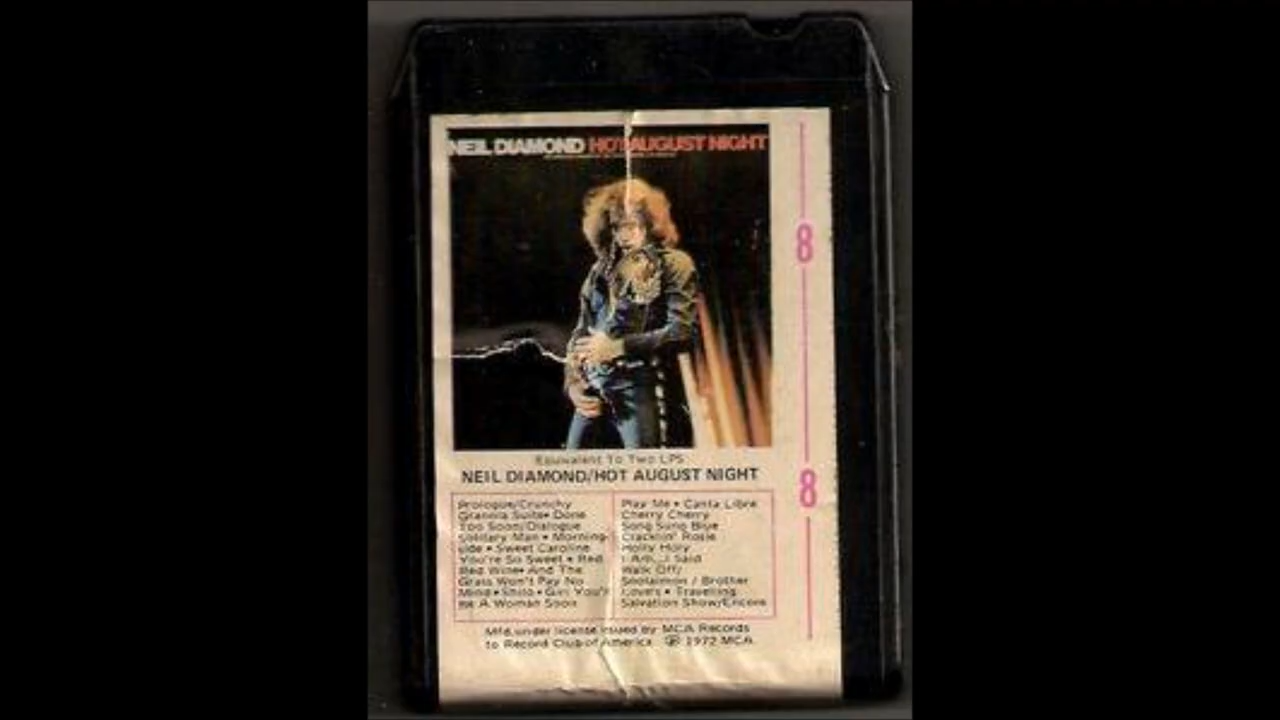 NEIL DIAMOND HOT AUGUST NIGHT
8
8
Equivalent To Two LPS
NEIL DIAMOND/HOT AUGUST NIGHT
Prologue/Crunchy
Granola Suite • Done
Too Soon/Dialogue
Solitary Man • Morning-
side • Sweet Caroline
You're So Sweet • Red
Red Wine • And The
Grass Won't Pay No
Mind • Shilo • Girl You'll
Be A Woman Soon
Play Me • Canta Libre
Cherry Cherry
Song Sung Blue
Cracklin' Rosie
Holly Holy
I Am...I Said
Walk Off/
Soolaimon / Brother
Love's • Travelling
Salvation Show/Encore
Mfd. under license issued by MCA Records
to Record Club of America ℗ 1972 MCA